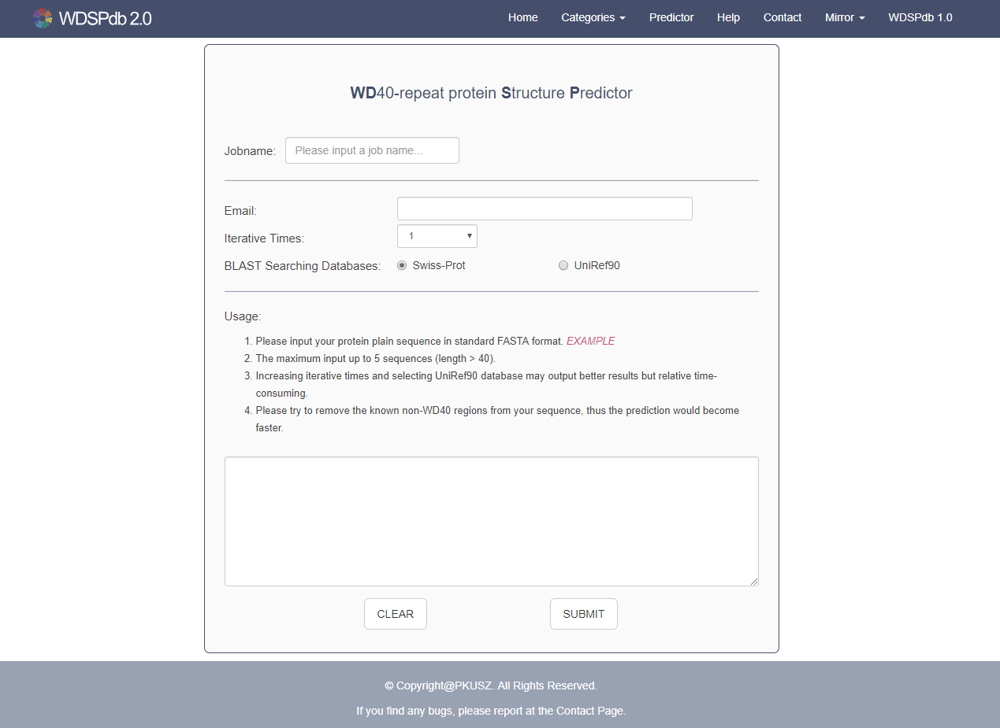 WDSPdb 2.0
Home Categories Predictor Help Contact Mirror WDSPdb 1.0
WD40-repeat protein Structure Predictor
Jobname: Please input a job name...
Email:
Iterative Times: 1
BLAST Searching Databases: Swiss-Prot UniRef90
Usage:
1. Please input your protein plain sequence in standard FASTA format. EXAMPLE
2. The maximum input up to 5 sequences (length > 40).
3. Increasing iterative times and selecting UniRef90 database may output better results but relative time-
consuming.
4. Please try to remove the known non-WD40 regions from your sequence, thus the prediction would become
faster.
CLEAR SUBMIT
© Copyright@PKUSZ. All Rights Reserved.
If you find any bugs, please report at the Contact Page.